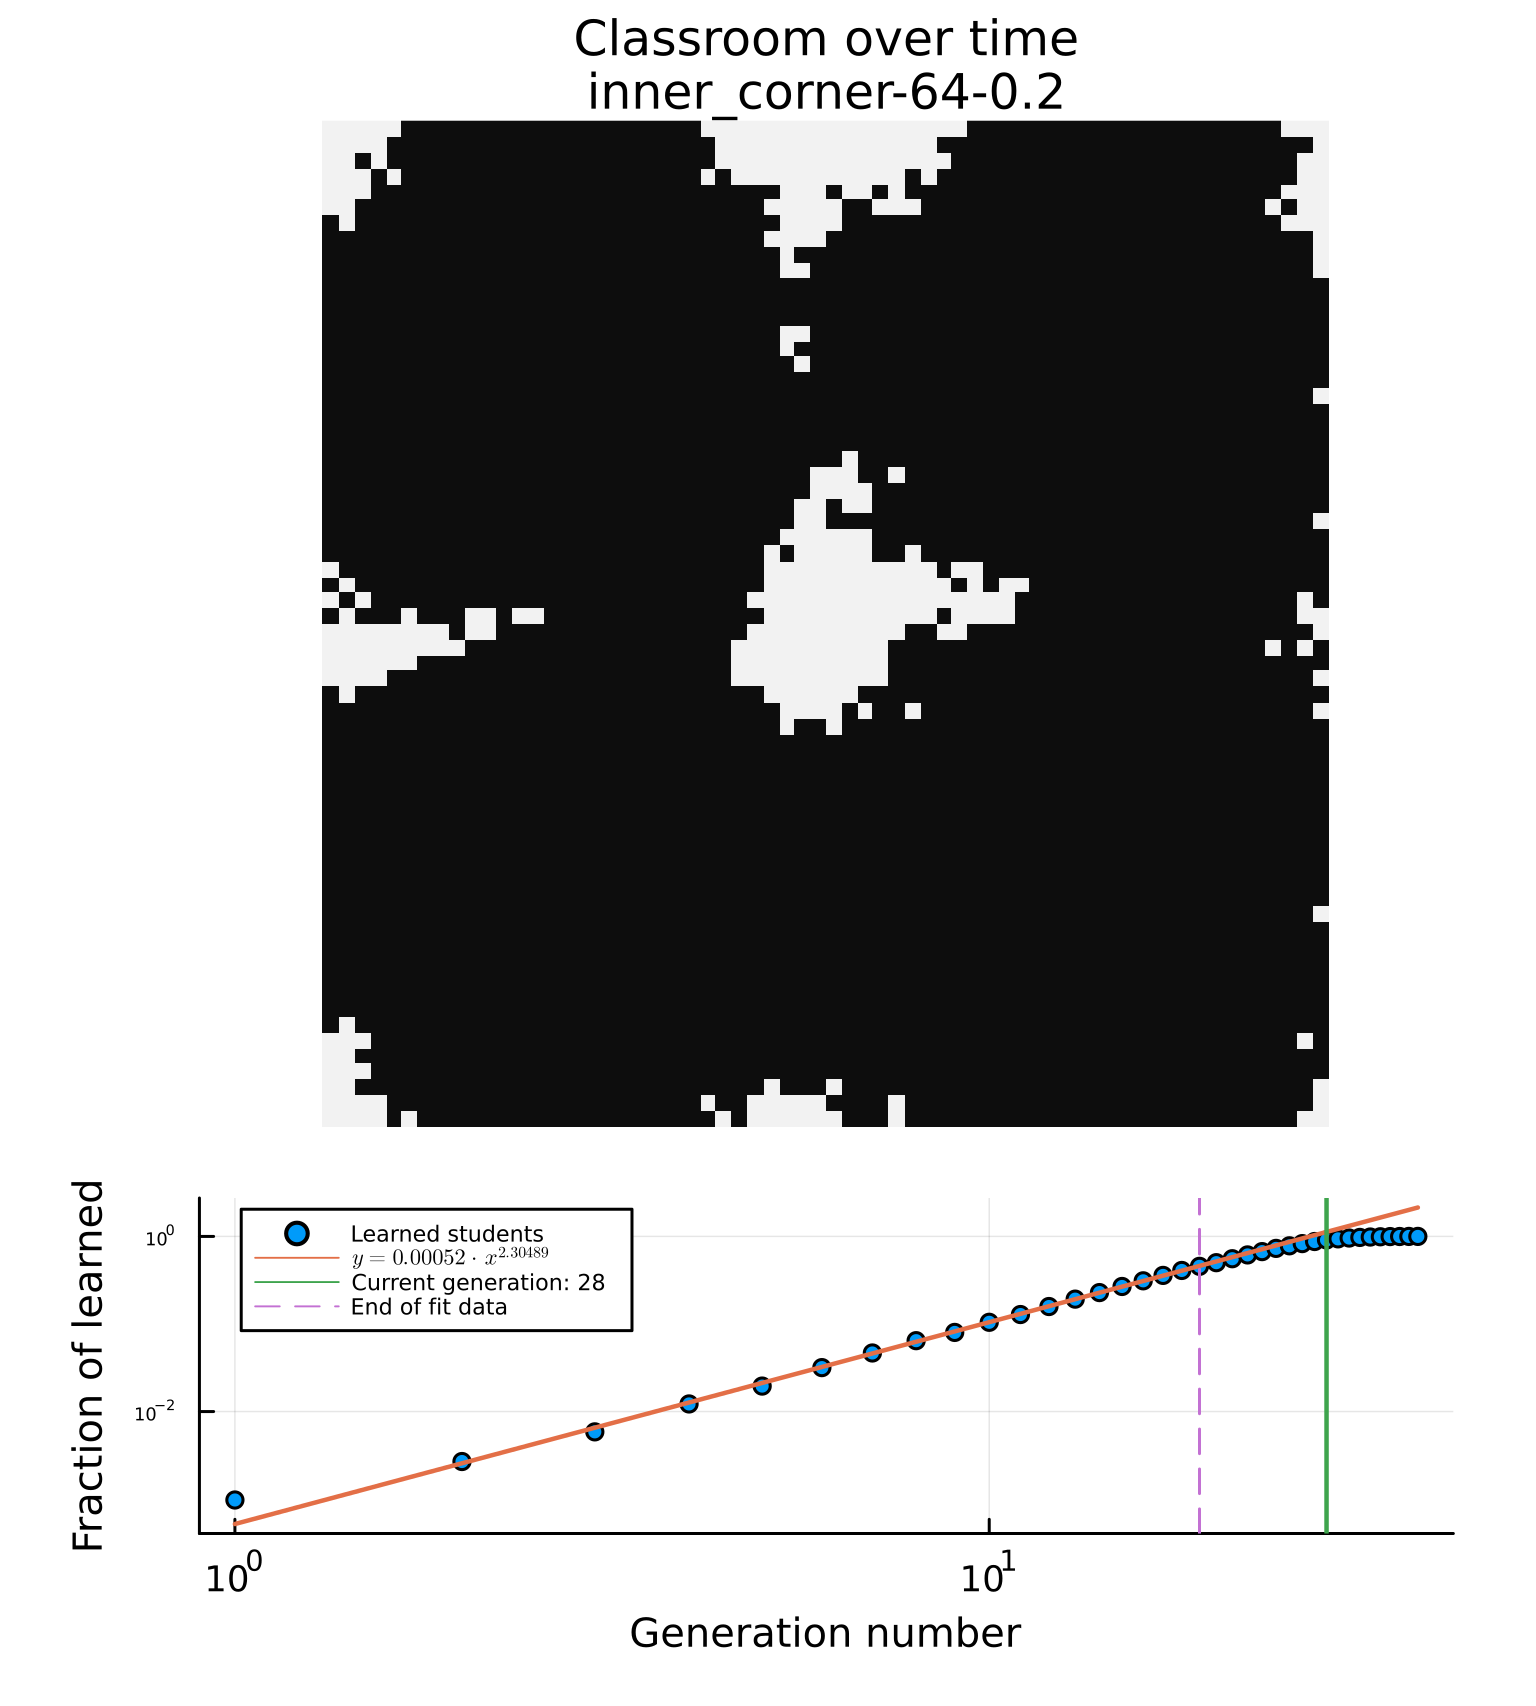 Classroom over time
inner_corner-64-0.2
Fraction of learned
10^0
10^-2
Learned students
y = 0.00052 · x^2.30489
Current generation: 28
End of fit data
10^0
10^1
Generation number